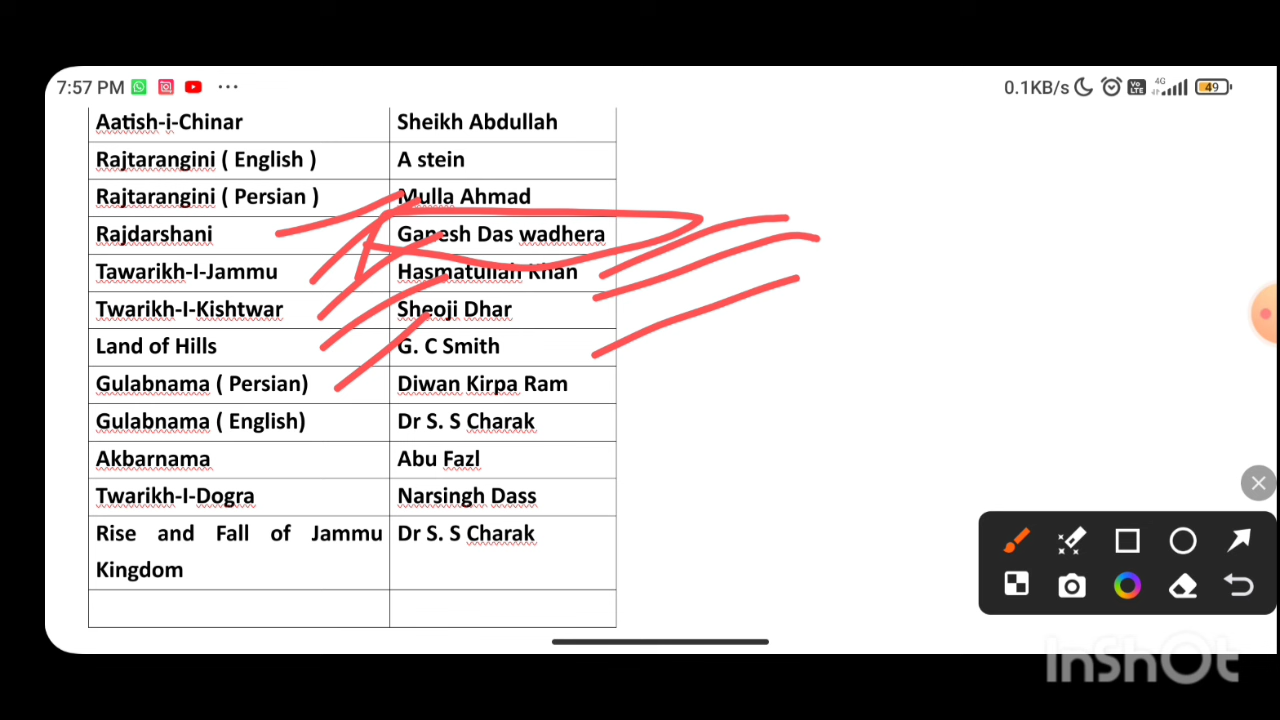 7:57 PM
0.1KB/s
4G
Vo LTE
49
Aatish-i-Chinar Sheikh Abdullah
Rajtarangini ( English ) A stein
Rajtarangini ( Persian ) Mulla Ahmad
Rajdarshani Ganesh Das wadhera
Tawarikh-I-Jammu Hasmatullah Khan
Twarikh-I-Kishtwar Sheoji Dhar
Land of Hills G. C Smith
Gulabnama ( Persian) Diwan Kirpa Ram
Gulabnama ( English) Dr S. S Charak
Akbarnama Abu Fazl
Twarikh-I-Dogra Narsingh Dass
Rise and Fall of Jammu Dr S. S Charak
Kingdom
InShOt